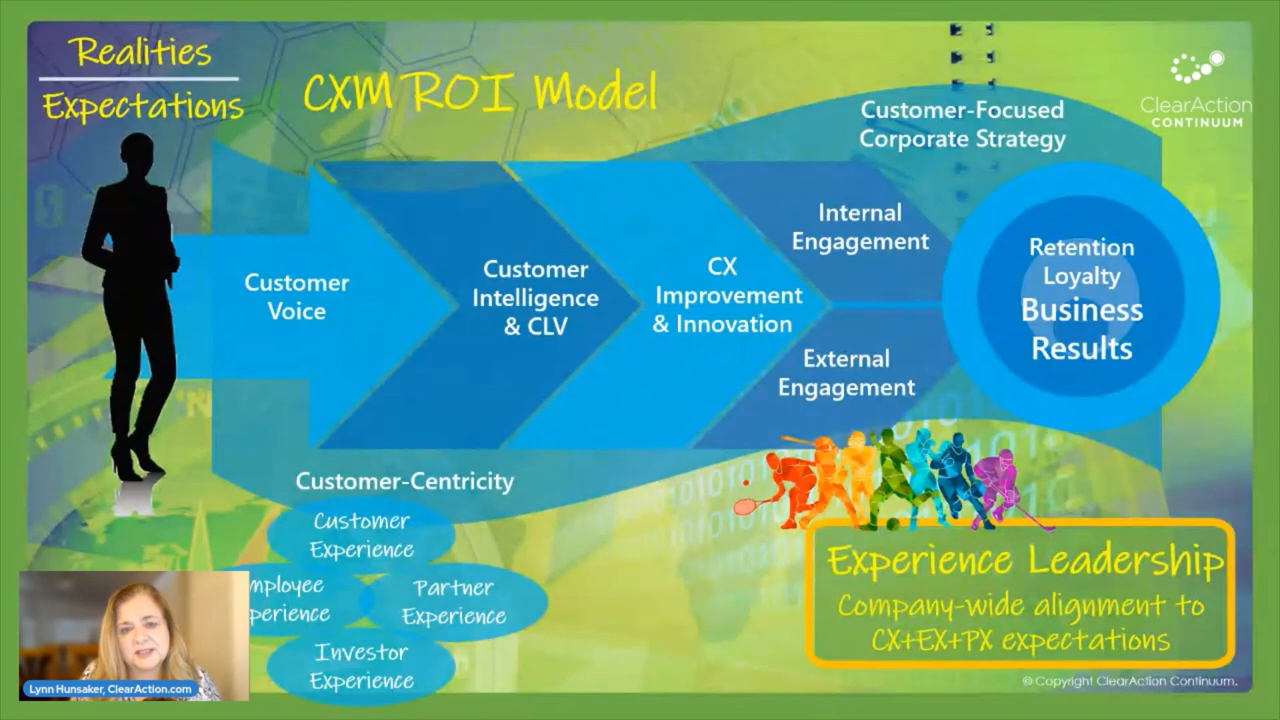 Realities
Expectations
CXM ROI Model
Customer-Focused
Corporate Strategy
ClearAction
CONTINUUM
Customer
Voice
Customer
Intelligence
& CLV
CX
Improvement
& Innovation
Internal
Engagement
External
Engagement
Retention
Loyalty
Business
Results
Customer-Centricity
Customer
Experience
mployee
perience
Partner
Experience
Investor
Experience
Experience Leadership
Company-wide alignment to
CX+EX+PX expectations
Lynn Hunsaker, ClearAction.com
© Copyright ClearAction Continuum.